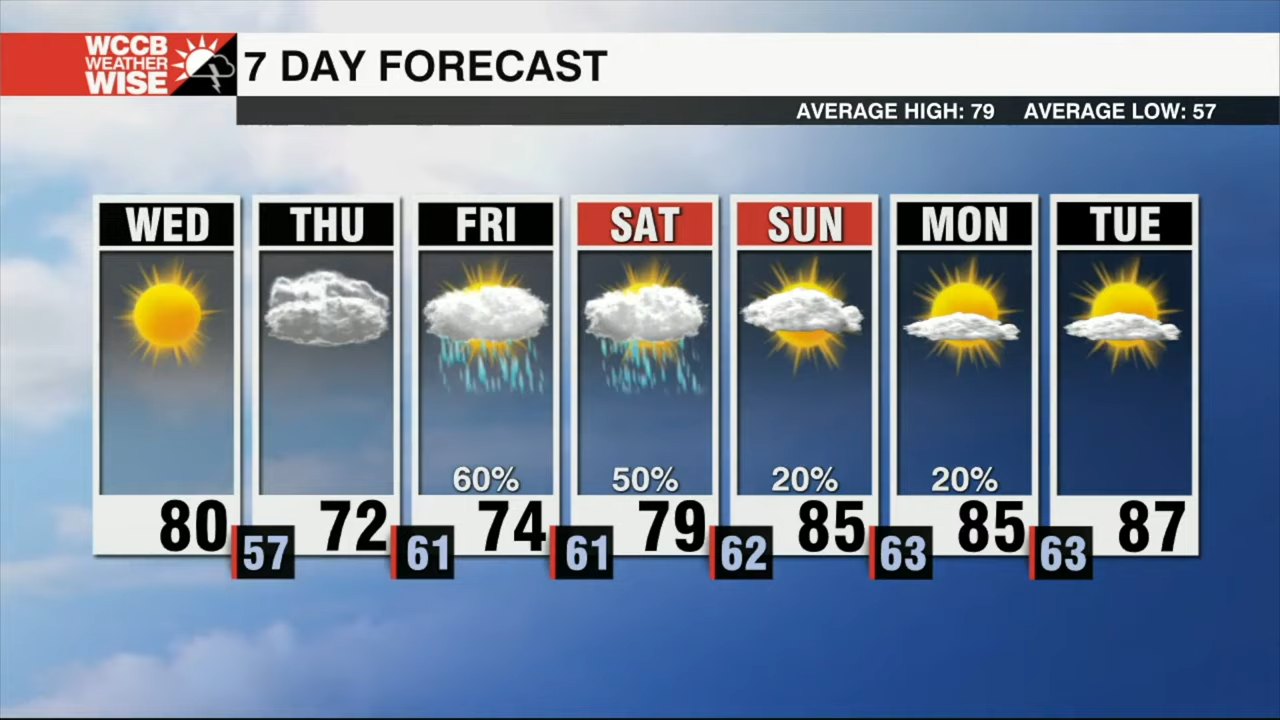 WCCB
WEATHER
WISE
7 DAY FORECAST
AVERAGE HIGH: 79 AVERAGE LOW: 57
WED THU FRI SAT SUN MON TUE
60% 50% 20% 20%
80 72 74 79 85 85 87
57 61 61 62 63 63